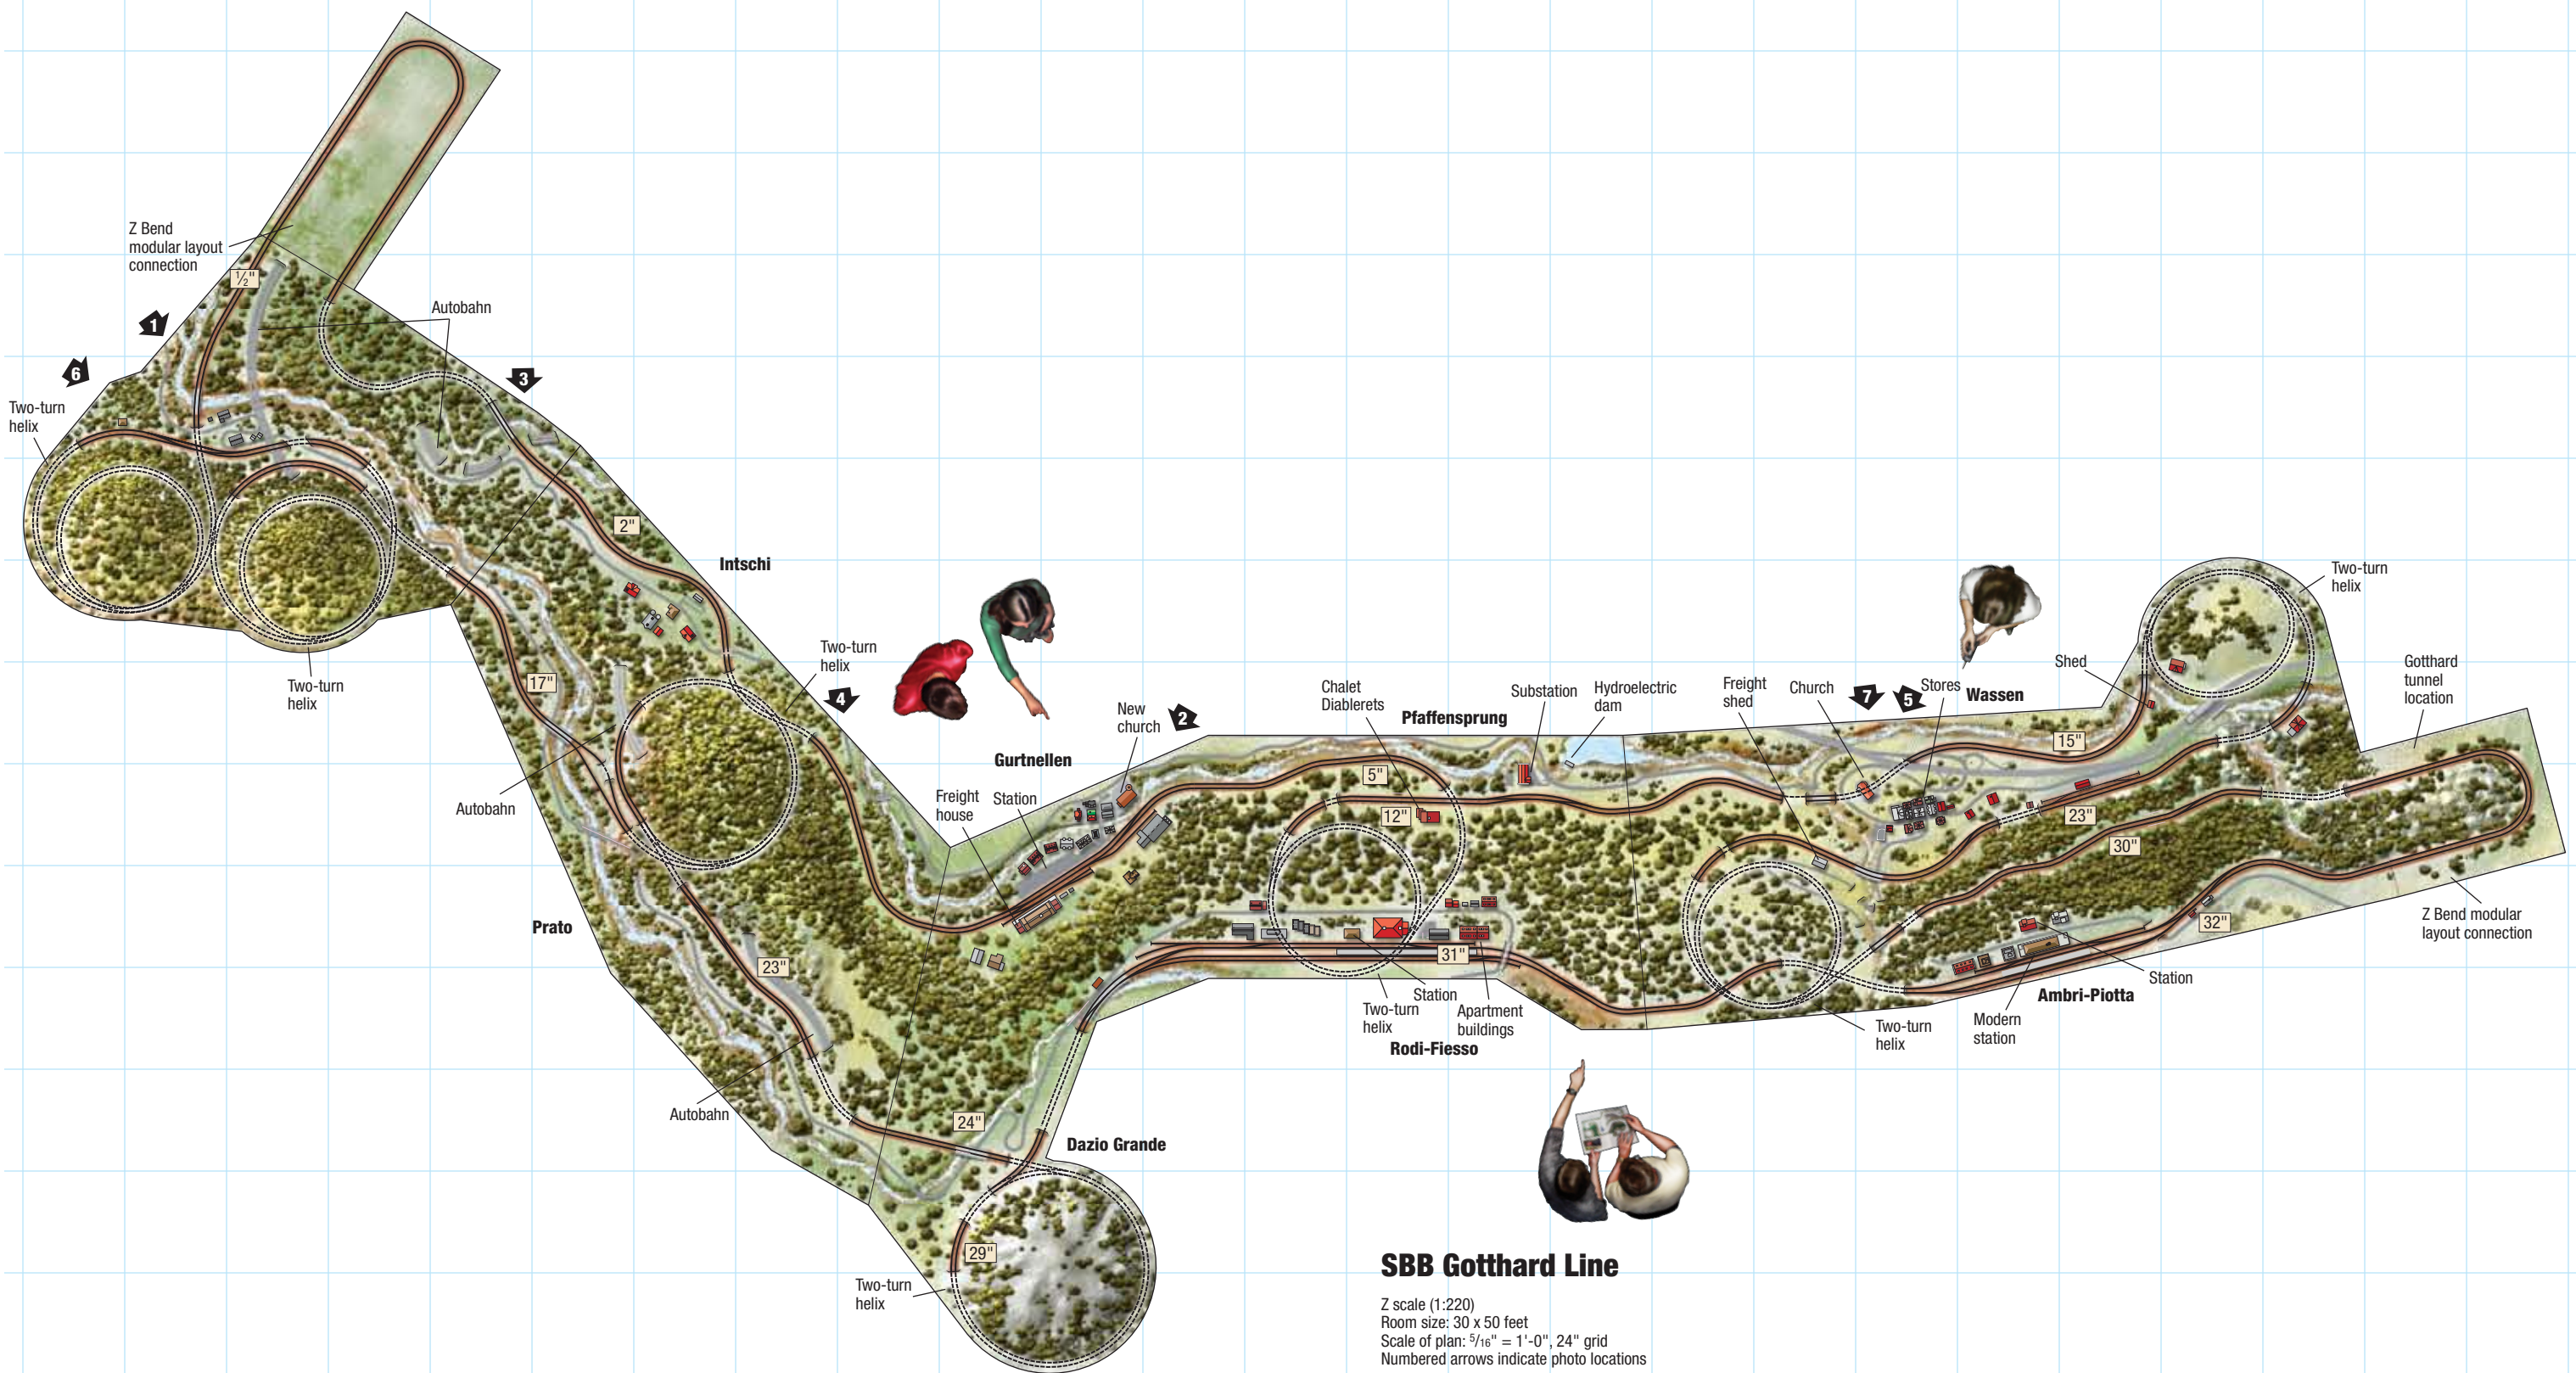 Z Bend
modular layout
connection
½"
Autobahn
1
6
3
Two-turn
helix
2"
Intschi
Two-turn
helix
17"
Two-turn
helix
4
Autobahn
Prato
23"
Autobahn
24"
Dazio Grande
29"
Two-turn
helix
Gurtnellen
Freight
house
Station
New
church
2
Chalet
Diablerets
Pfaffensprung
5"
12"
Substation
Hydroelectric
dam
31"
Station
Two-turn
helix
Apartment
buildings
Rodi-Fiesso
Freight
shed
Church
7
5
Stores
Wassen
Shed
15"
Two-turn
helix
Gotthard
tunnel
location
23"
30"
32"
Z Bend modular
layout connection
Station
Ambri-Piotta
Modern
station
Two-turn
helix
SBB Gotthard Line
Z scale (1:220)
Room size: 30 x 50 feet
Scale of plan: 5/16" = 1'-0", 24" grid
Numbered arrows indicate photo locations